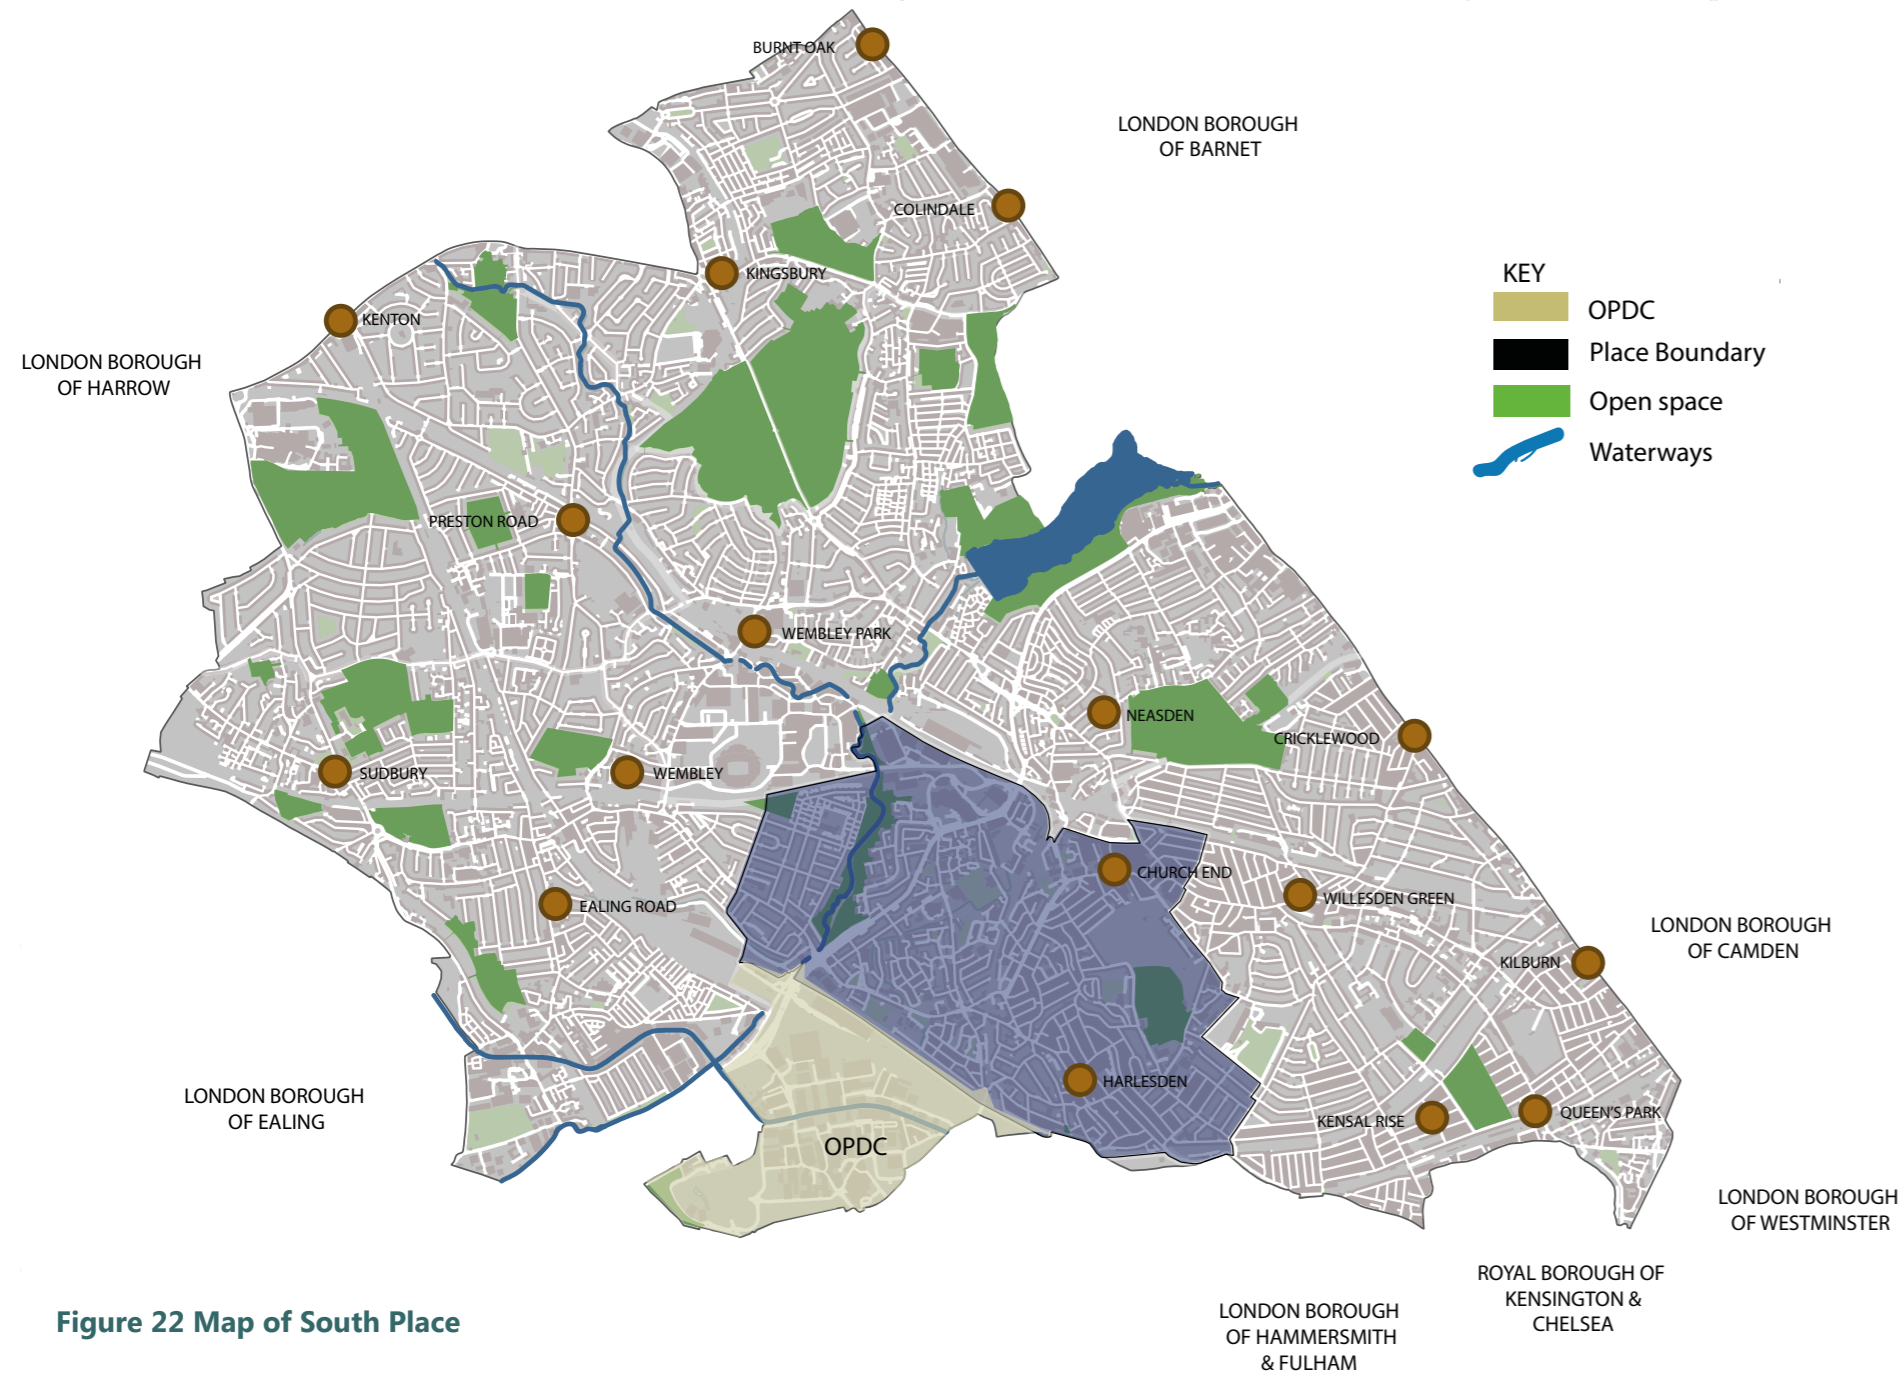 BURNT OAK
LONDON BOROUGH
OF BARNET
COLINDALE
KINGSBURY
KENTON
LONDON BOROUGH
OF HARROW
KEY
OPDC
Place Boundary
Open space
Waterways
PRESTON ROAD
WEMBLEY PARK
NEASDEN
CRICKLEWOOD
SUDBURY
WEMBLEY
CHURCH END
WILLESDEN GREEN
EALING ROAD
LONDON BOROUGH
OF CAMDEN
KILBURN
HARLESDEN
KENSAL RISE
QUEEN'S PARK
LONDON BOROUGH
OF EALING
OPDC
LONDON BOROUGH
OF WESTMINSTER
ROYAL BOROUGH OF
KENSINGTON &
CHELSEA
LONDON BOROUGH
OF HAMMERSMITH
& FULHAM
Figure 22 Map of South Place